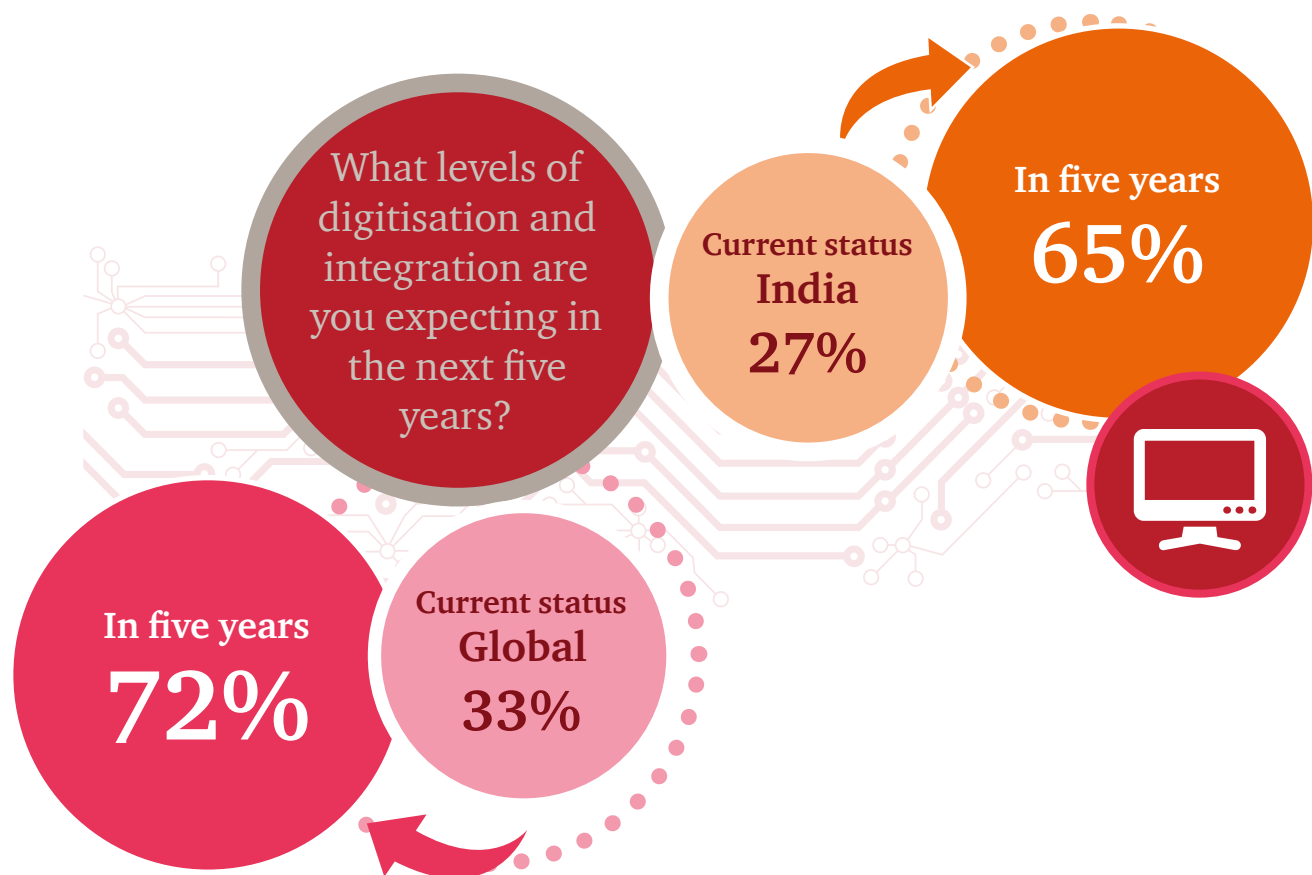 What levels of
digitisation and
integration are
you expecting in
the next five
years?
Current status
India
27%
In five years
65%
Current status
Global
33%
In five years
72%